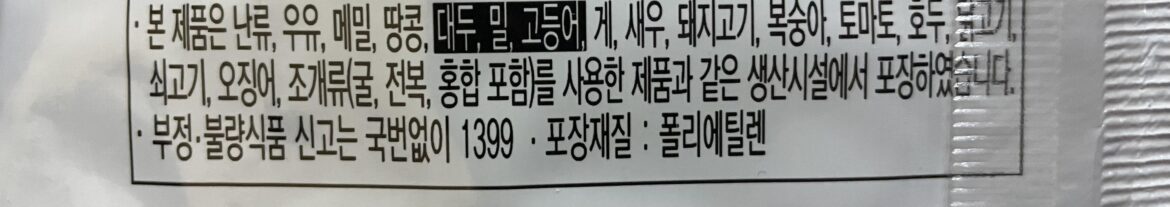 · 본 제품은 난류, 우유, 메밀, 땅콩, 대두, 밀, 고등어, 게, 새우, 돼지고기, 복숭아, 토마토, 호두, 닭고기,
쇠고기, 오징어, 조개류(굴, 전복, 홍합 포함)를 사용한 제품과 같은 생산시설에서 포장하였습니다.
· 부정·불량식품 신고는 국번없이 1399 · 포장재질 : 폴리에틸렌